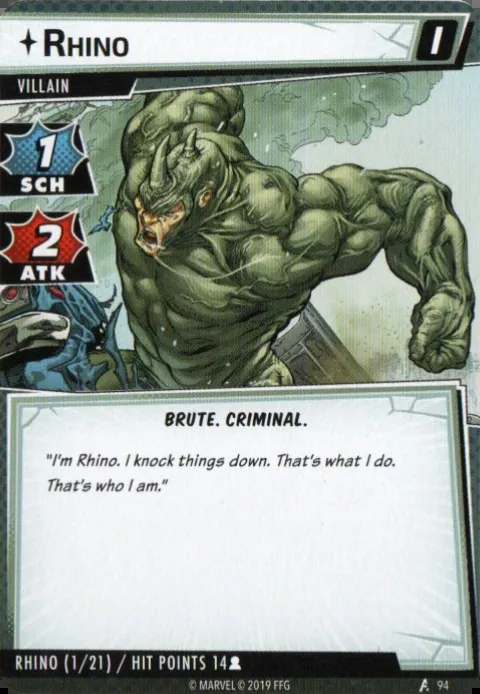 RHINO
I
VILLAIN
1
SCH
2
ATK
BRUTE. CRIMINAL.
"I'm Rhino. I knock things down. That's what I do.
That's who I am."
RHINO (1/21) / HIT POINTS 14
© MARVEL © 2019 FFG
94